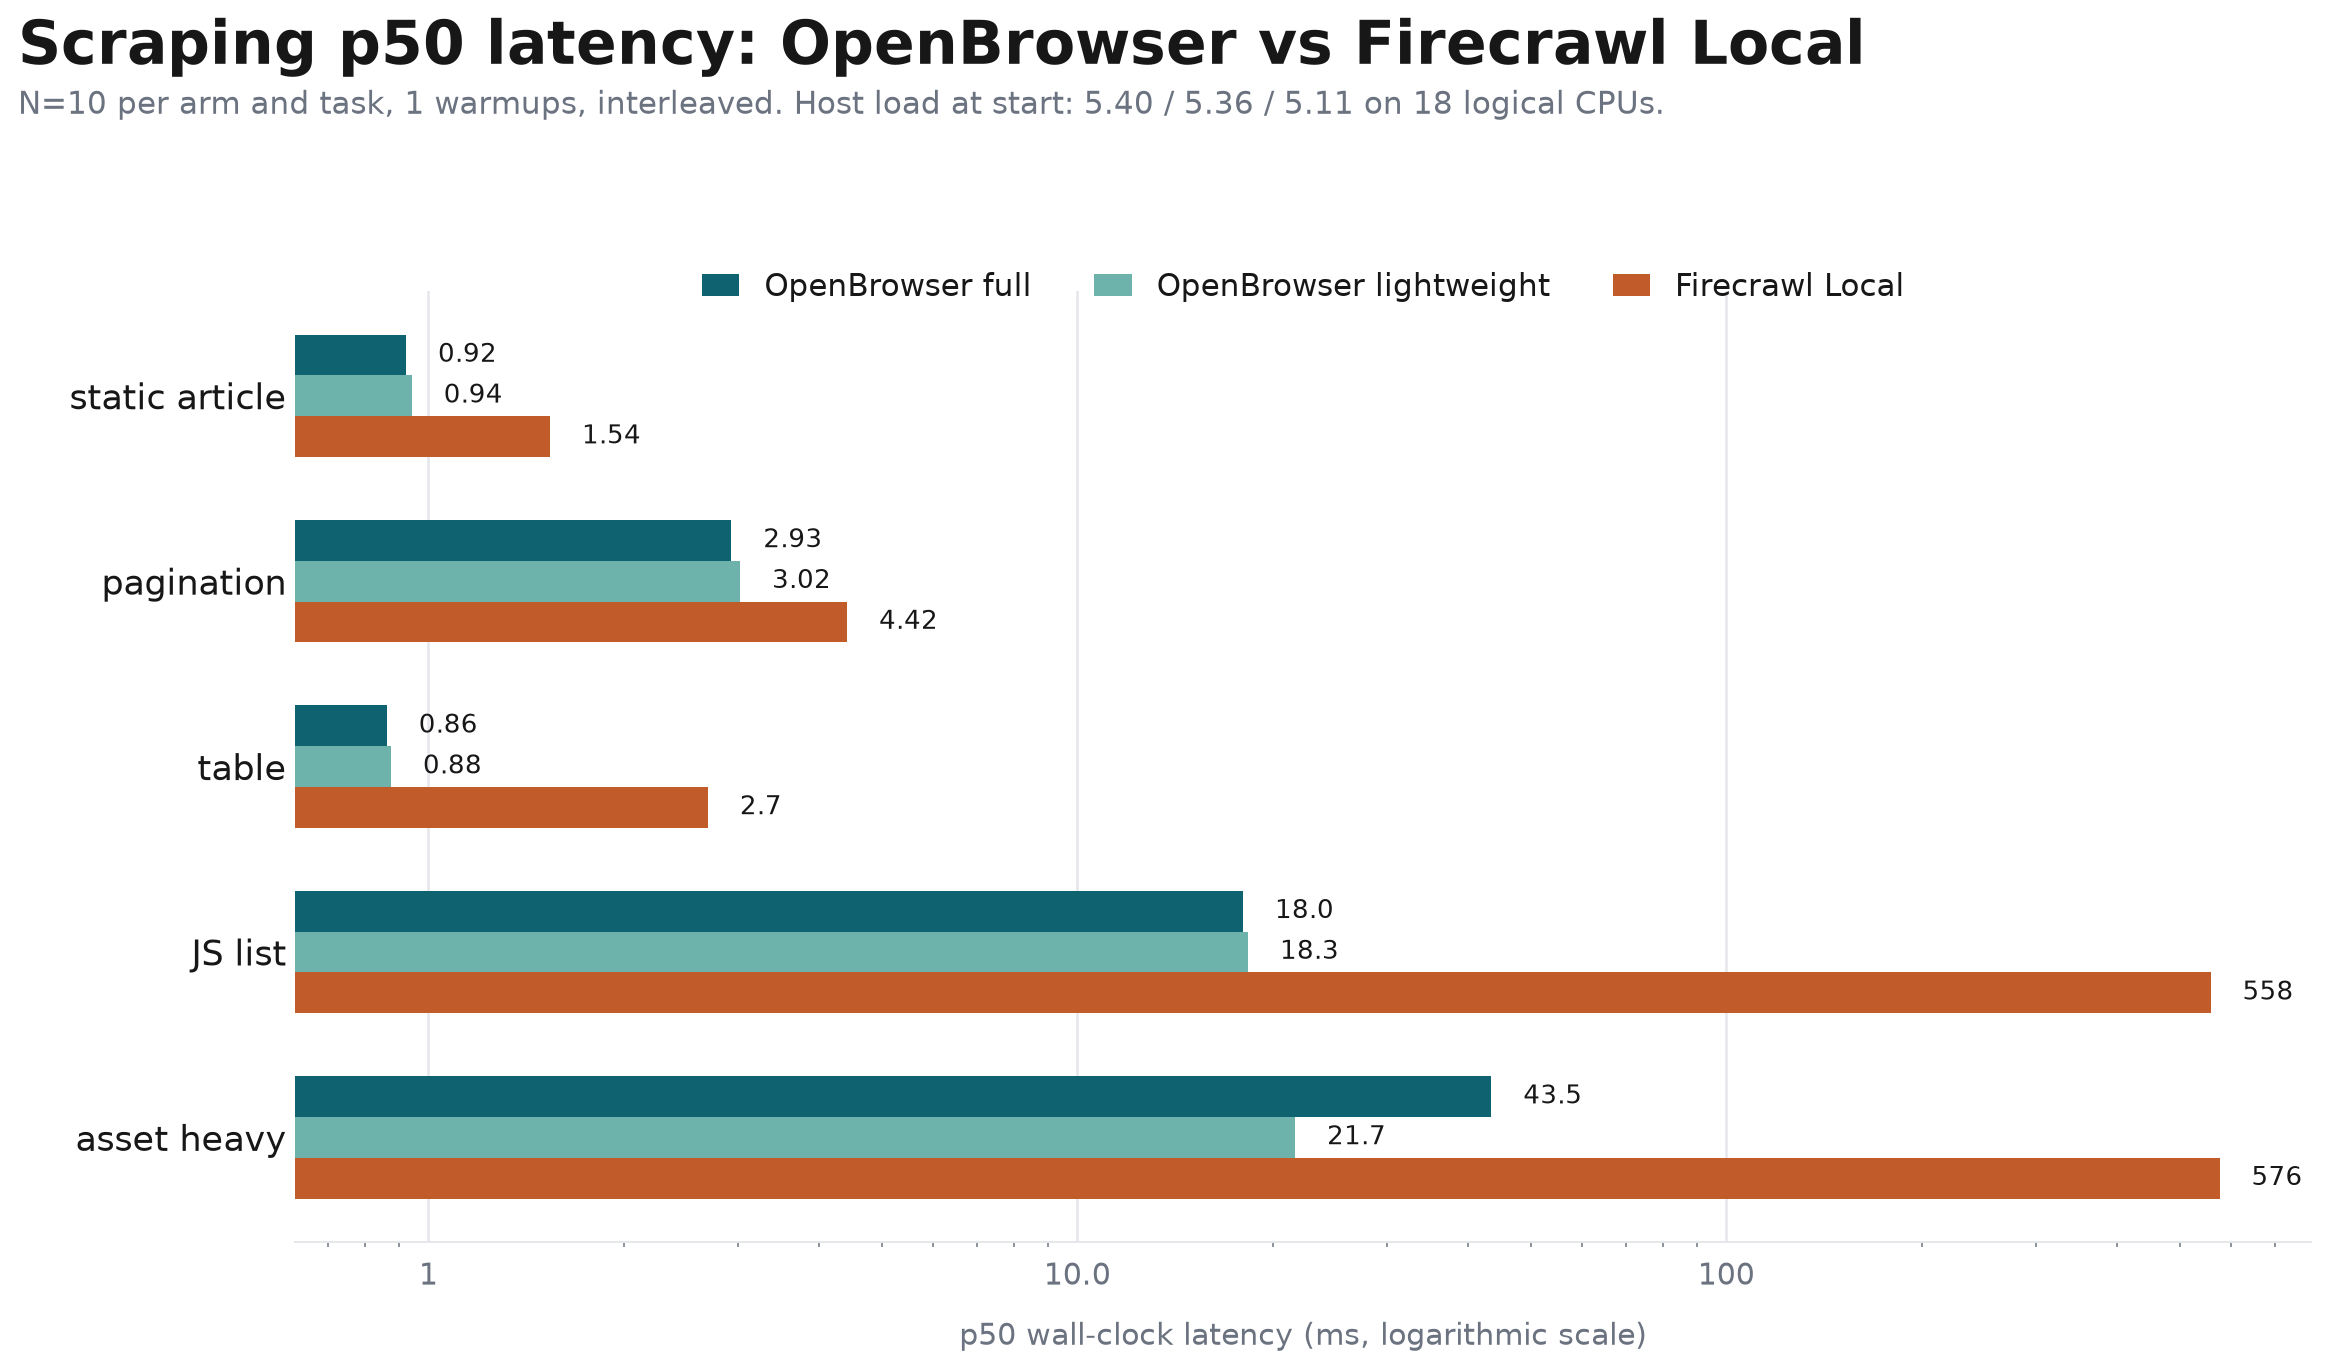 Scraping p50 latency: OpenBrowser vs Firecrawl Local
N=10 per arm and task, 1 warmups, interleaved. Host load at start: 5.40 / 5.36 / 5.11 on 18 logical CPUs.
OpenBrowser full
OpenBrowser lightweight
Firecrawl Local
static article
0.92
0.94
1.54
pagination
2.93
3.02
4.42
table
0.86
0.88
2.7
JS list
18.0
18.3
558
asset heavy
43.5
21.7
576
1
10.0
100
p50 wall-clock latency (ms, logarithmic scale)